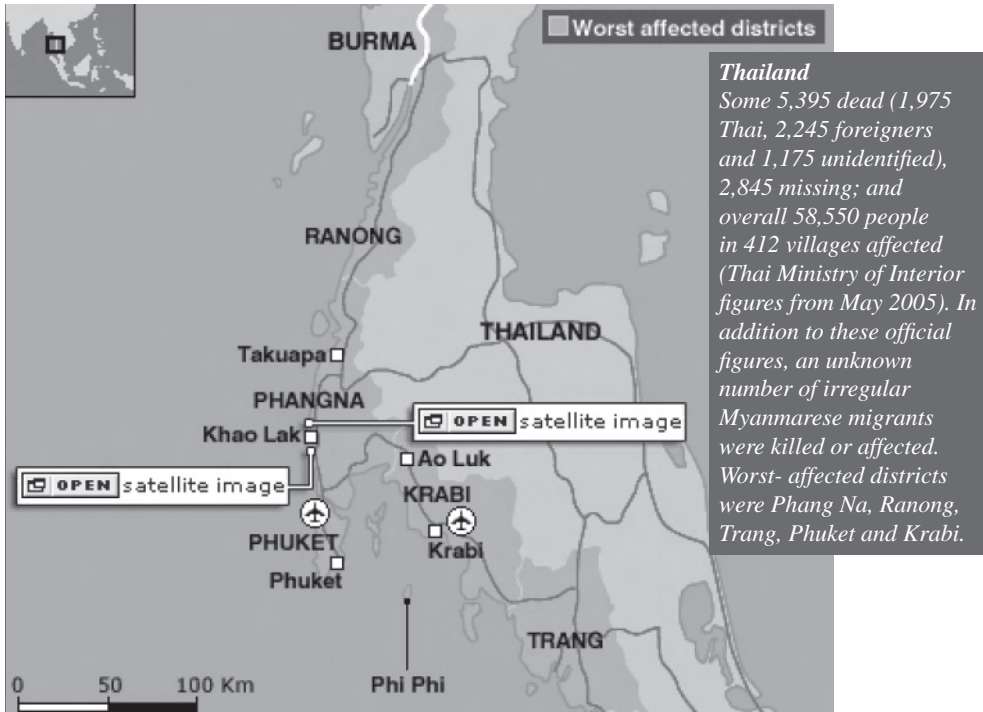 Worst affected districts
BURMA
Thailand
Some 5,395 dead (1,975
Thai, 2,245 foreigners
and 1,175 unidentified),
2,845 missing; and
overall 58,550 people
in 412 villages affected
(Thai Ministry of Interior
figures from May 2005). In
addition to these official
figures, an unknown
number of irregular
Myanmarese migrants
were killed or affected.
Worst- affected districts
were Phang Na, Ranong,
Trang, Phuket and Krabi.
RANONG
THAILAND
Takuapa
PHANGNA
OPEN satellite image
Khao Lak
Ao Luk
OPEN satellite image
KRABI
PHUKET
Krabi
Phuket
TRANG
Phi Phi
0 50 100 Km